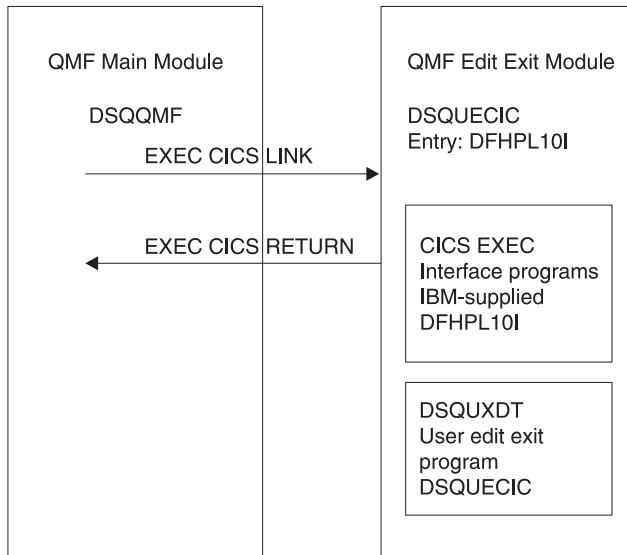 QMF Main Module
DSQQMF
EXEC CICS LINK
EXEC CICS RETURN
QMF Edit Exit Module
DSQUECIC
Entry: DFHPL10I
CICS EXEC
Interface programs
IBM-supplied
DFHPL10I
DSQUXDT
User edit exit
program
DSQUECIC